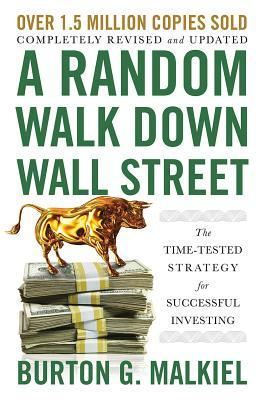 OVER 1.5 MILLION COPIES SOLD
COMPLETELY REVISED and UPDATED
A RANDOM
WALK DOWN
WALL STREET
The
TIME-TESTED
STRATEGY
for
SUCCESSFUL
INVESTING
BURTON G. MALKIEL